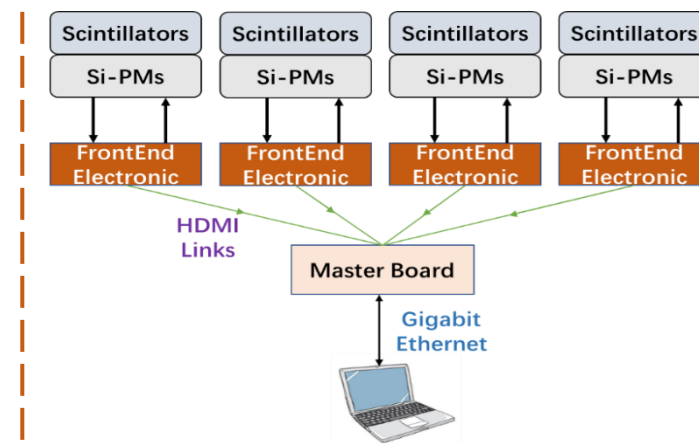 Scintillators
Scintillators
Scintillators
Scintillators
Si-PMs
Si-PMs
Si-PMs
Si-PMs
FrontEnd
Electronic
FrontEnd
Electronic
FrontEnd
Electronic
FrontEnd
Electronic
HDMI
Links
Master Board
Gigabit
Ethernet